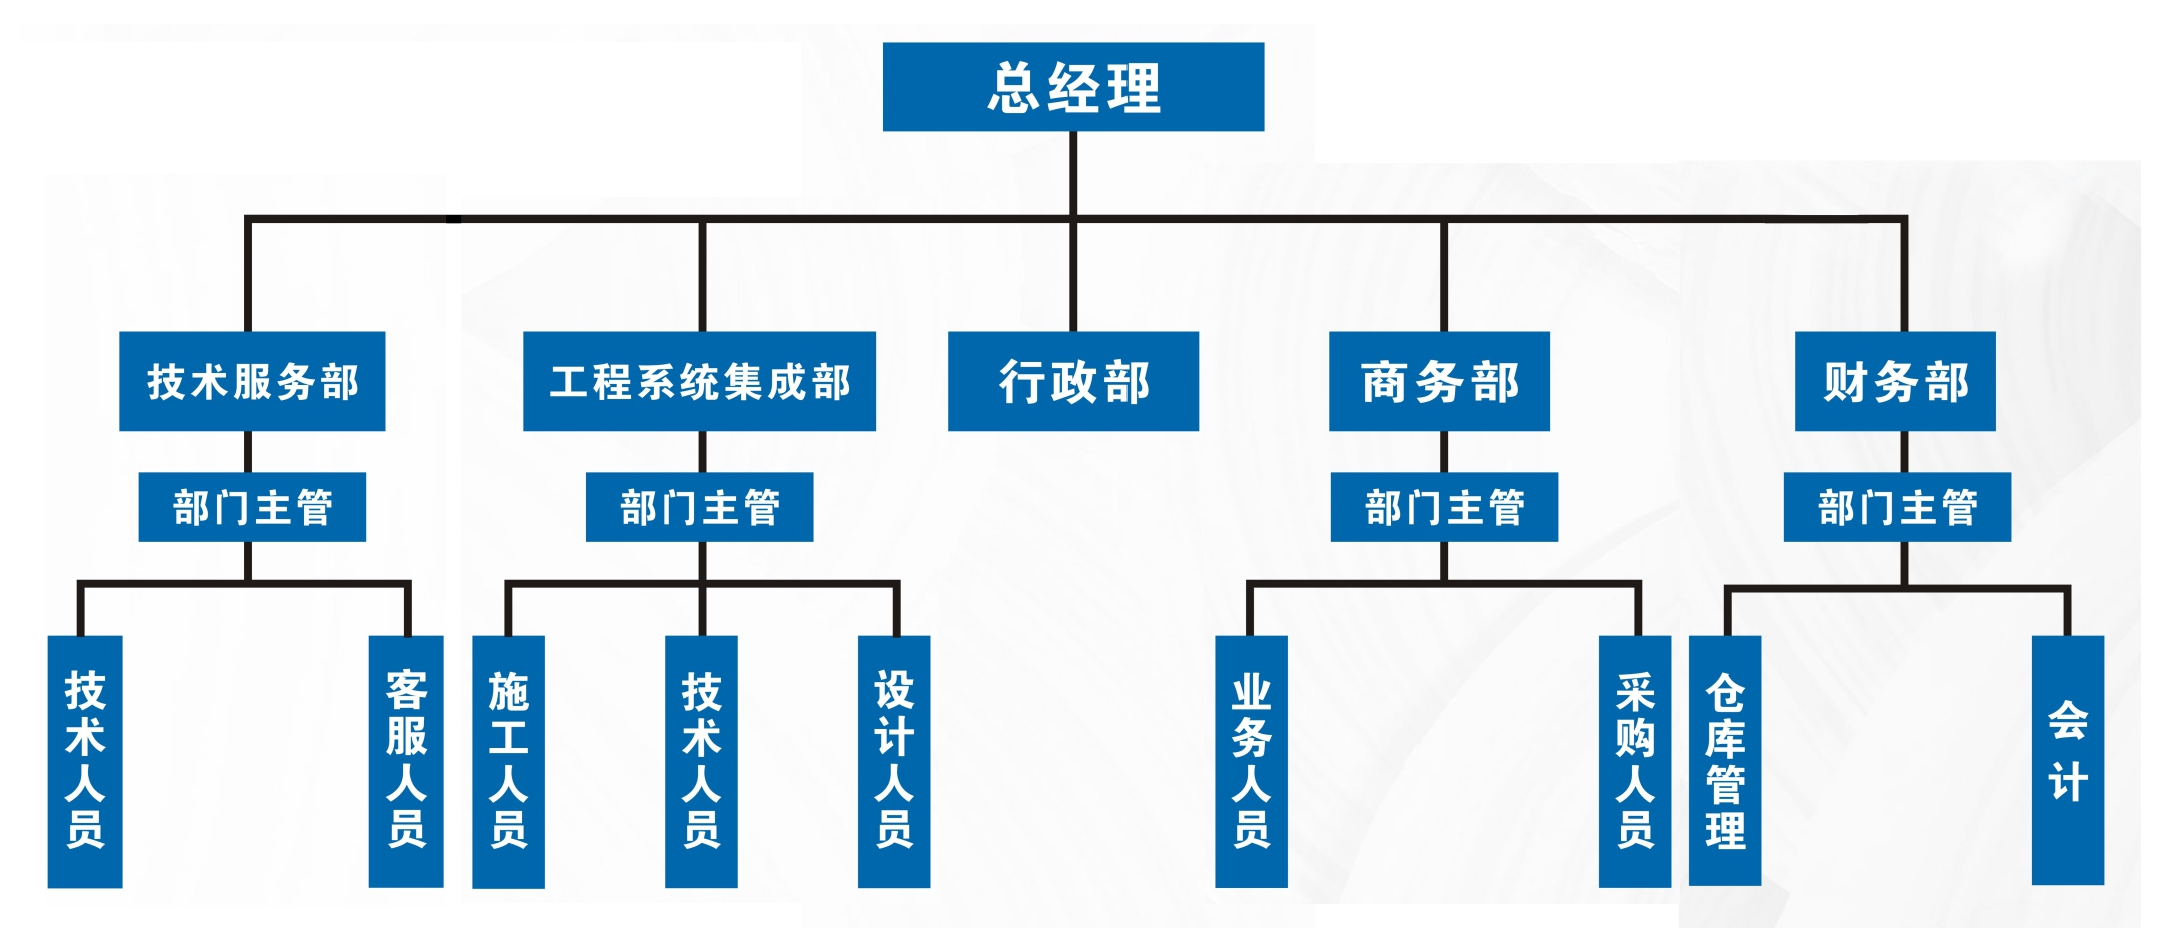 总经理
技术服务部
工程系统集成部
行政部
商务部
财务部
部门主管
部门主管
部门主管
部门主管
技术人员
客服人员
施工人员
技术人员
设计人员
业务人员
采购人员
仓库管理
会计